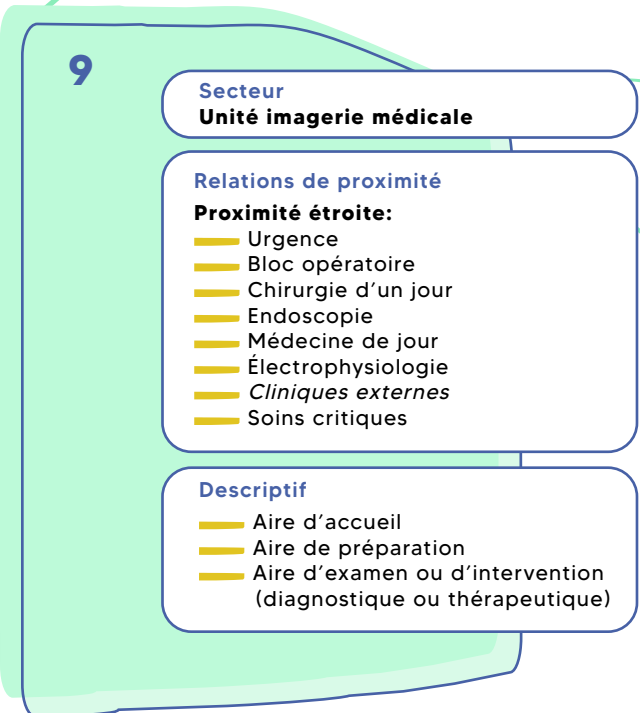 9
Secteur
Unité imagerie médicale
Relations de proximité
Proximité étroite:
Urgence
Bloc opératoire
Chirurgie d'un jour
Endoscopie
Médecine de jour
Électrophysiologie
Cliniques externes
Soins critiques
Descriptif
Aire d'accueil
Aire de préparation
Aire d'examen ou d'intervention
(diagnostique ou thérapeutique)